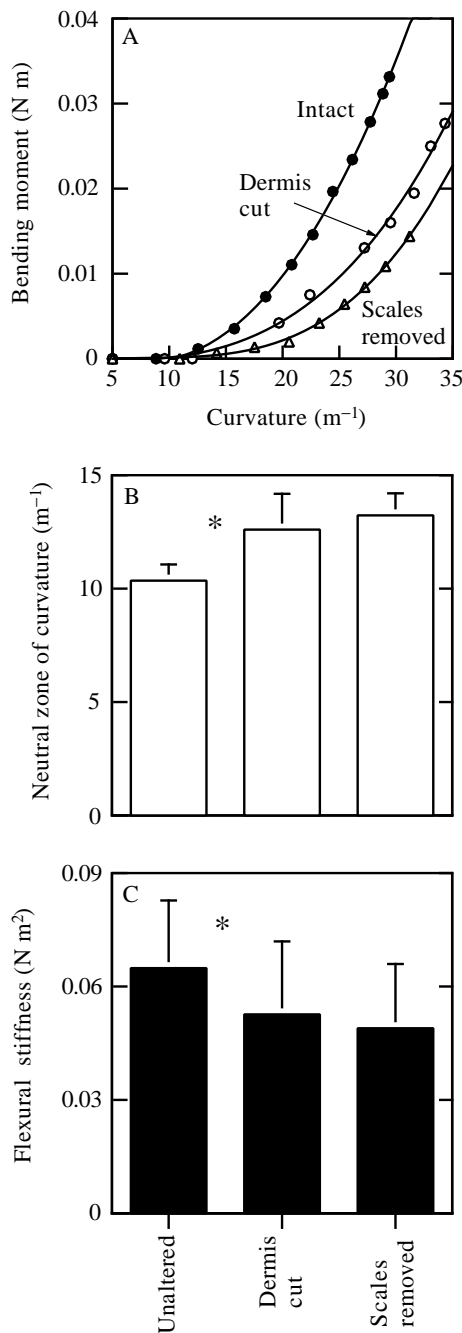 A
Bending moment (N m)
0.04
0.03
0.02
0.01
0
Intact
Dermis
cut
Scales
removed
5 10 15 20 25 30 35
Curvature (m⁻¹)
B
Neutral zone of curvature (m⁻¹)
15
10
5
0
*
C
Flexural stiffness (N m²)
0.09
0.06
0.03
0
*
Unaltered
Dermis
cut
Scales
removed